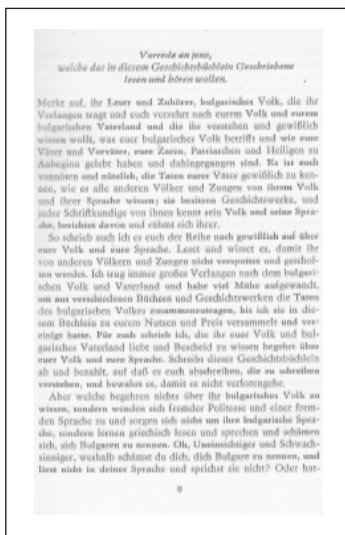 Vorrede an jene,
welche das in diesem Geschichtsbüchlein Geschriebene
lesen und hören wollen.
Merkt auf, ihr Leser und Zuhörer, bulgarisches Volk, die ihr
Verlangen tragt und euch verzehrt nach eurem Volk und eurem
bulgarischen Vaterland und die ihr verstehen und gewißlich
wissen wollt, was euer bulgarisches Volk betrifft und wie eure
Väter und Vorväter, eure Zaren, Patriarchen und Heiligen zu
Anbeginn gelebt haben und dahingegangen sind. Es ist euch
vonnöten und nützlich, die Taten eurer Väter gewißlich zu ken-
nen, wie es alle anderen Völker und Zungen von ihrem Volk
und ihrer Sprache wissen; sie besitzen Geschichtswerke, und
jeder Schriftkundige von ihnen kennt sein Volk und seine Spra-
che, berichtet davon und rühmt sich ihrer.
So schrieb auch ich es euch der Reihe nach gewißlich auf über
euer Volk und eure Sprache. Leset und wisset es, damit ihr
von anderen Völkern und Zungen nicht verspottet und geschol-
ten werdet. Ich trug immer großes Verlangen nach dem bulgari-
schen Volk und Vaterland und habe viel Mühe aufgewandt,
um aus verschiedenen Büchern und Geschichtswerken die Taten
des bulgarischen Volkes zusammenzutragen, bis ich sie in die-
sem Büchlein zu eurem Nutzen und Preis versammelt und ver-
einigt hatte. Für euch schrieb ich, die ihr euer Volk und bul-
garisches Vaterland liebt und Bescheid zu wissen begehrt über
euer Volk und eure Sprache. Schreibt dieses Geschichtsbüchlein
ab und bezahlt, auf daß es euch abschreiben, die zu schreiben
verstehen, und bewahret es, damit es nicht verlorengehe.
Aber welche begehren nichts über ihr bulgarisches Volk zu
wissen, sondern wenden sich fremder Politesse und einer frem-
den Sprache zu und sorgen sich nicht um ihre bulgarische Spra-
che, sondern lernen griechisch lesen und sprechen und schämen
sich, sich Bulgaren zu nennen. Oh, Uneinsichtiger und Schwach-
sinniger, weshalb schämst du dich, dich Bulgare zu nennen, und
liest nicht in deiner Sprache und sprichst sie nicht? Oder hat-
9